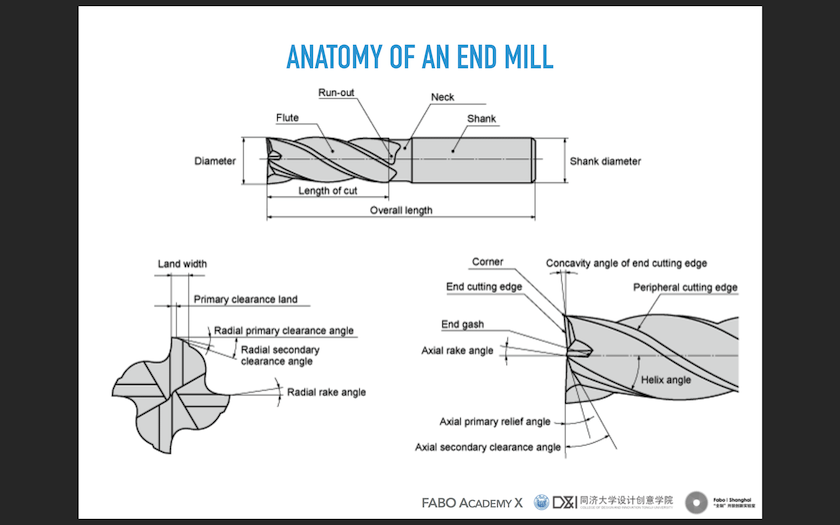 ANATOMY OF AN END MILL
Run-out
Neck
Flute
Shank
Diameter
Shank diameter
Length of cut
Overall length
Land width
Primary clearance land
Radial primary clearance angle
Radial secondary
clearance angle
Radial rake angle
Corner
Concavity angle of end cutting edge
End cutting edge
Peripheral cutting edge
End gash
Axial rake angle
Helix angle
Axial primary relief angle
Axial secondary clearance angle
FABO ACADEMY X
D&I
同济大学设计创意学院
Fabo | Shanghai